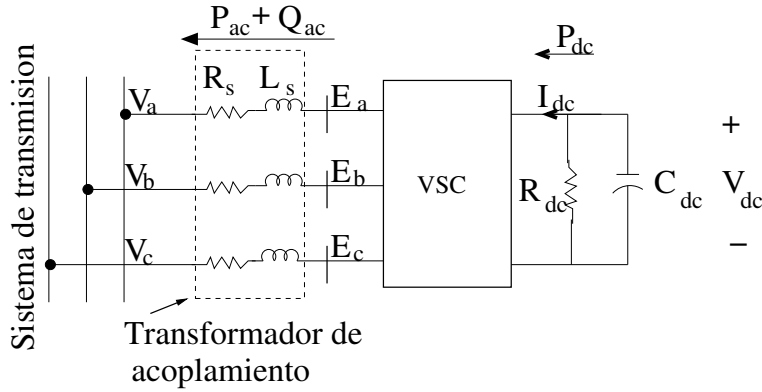 P_ac + Q_ac
P_dc
R_s L_s
V_a E_a I_dc
+
V_b E_b VSC R_dc C_dc V_dc
−
V_c E_c
Sistema de transmision
Transformador de
acoplamiento